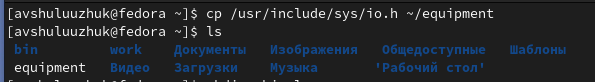 [avshuluuzhuk@fedora ~]$ cp /usr/include/sys/io.h ~/equipment
[avshuluuzhuk@fedora ~]$ ls
bin work Документы Изображения Общедоступные Шаблоны
equipment Видео Загрузки Музыка 'Рабочий стол'